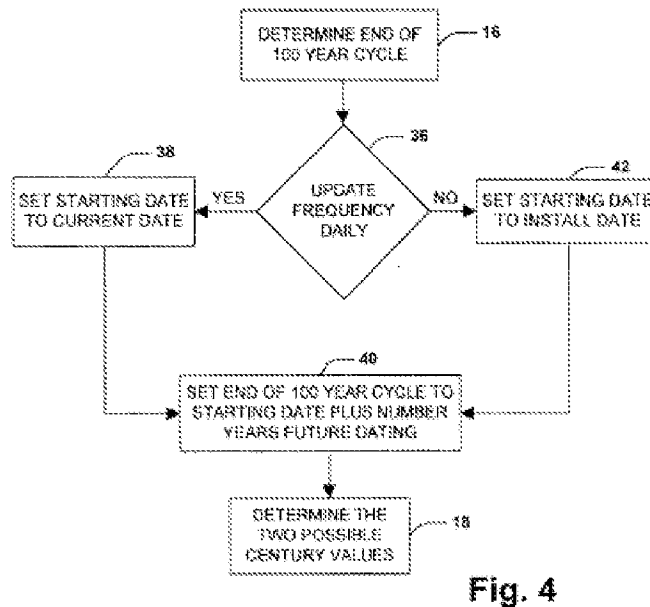 DETERMINE END OF
100 YEAR CYCLE
16
36
UPDATE
FREQUENCY
DAILY
YES
NO
38
SET STARTING DATE
TO CURRENT DATE
42
SET STARTING DATE
TO INSTALL DATE
40
SET END OF 100 YEAR CYCLE TO
STARTING DATE PLUS NUMBER
YEARS FUTURE DATING
DETERMINE THE
TWO POSSIBLE
CENTURY VALUES
18
Fig. 4